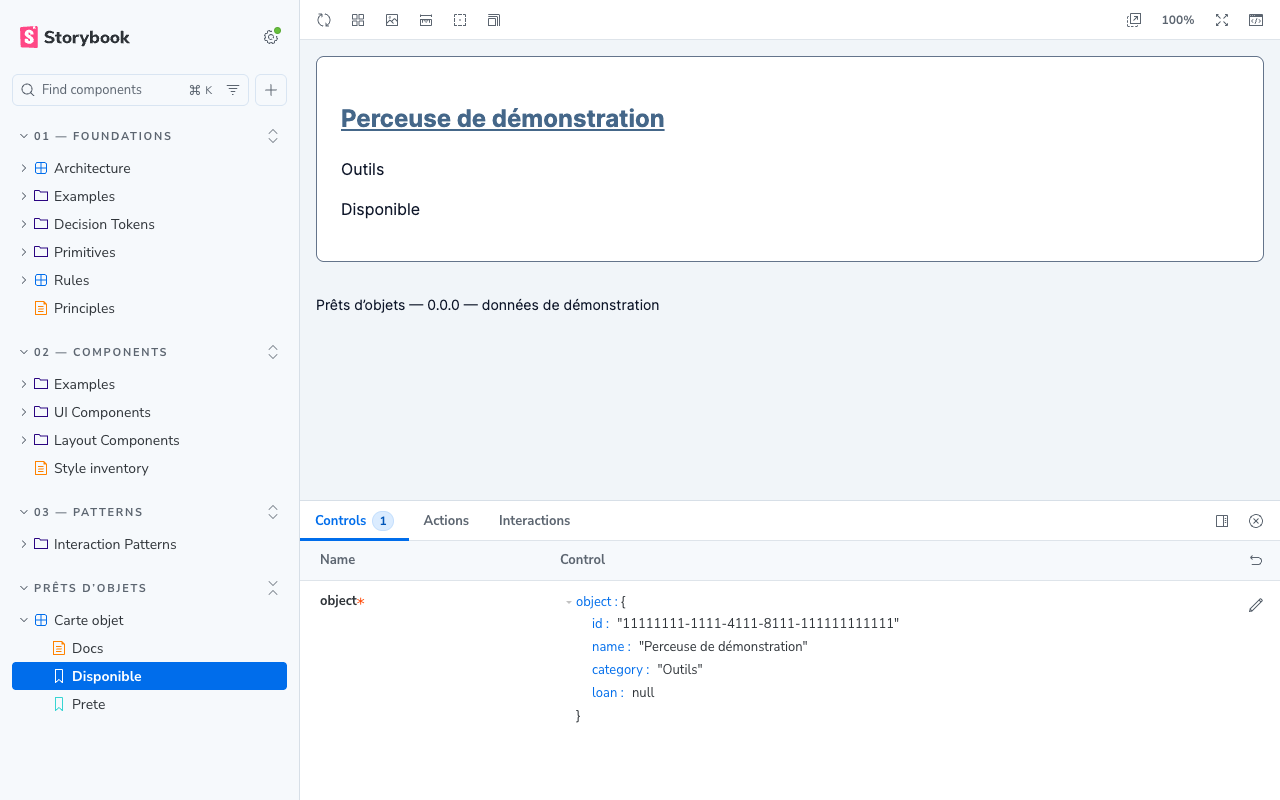 Storybook
Find components
⌘ K
01 — FOUNDATIONS
Architecture
Examples
Decision Tokens
Primitives
Rules
Principles
02 — COMPONENTS
Examples
UI Components
Layout Components
Style inventory
03 — PATTERNS
Interaction Patterns
PRÊTS D’OBJETS
Carte objet
Docs
Disponible
Prete
100%
Perceuse de démonstration
Outils
Disponible
Prêts d’objets — 0.0.0 — données de démonstration
Controls 1 Actions Interactions
Name Control
object* object : {
id : "11111111-1111-4111-8111-111111111111"
name : "Perceuse de démonstration"
category : "Outils"
loan : null
}